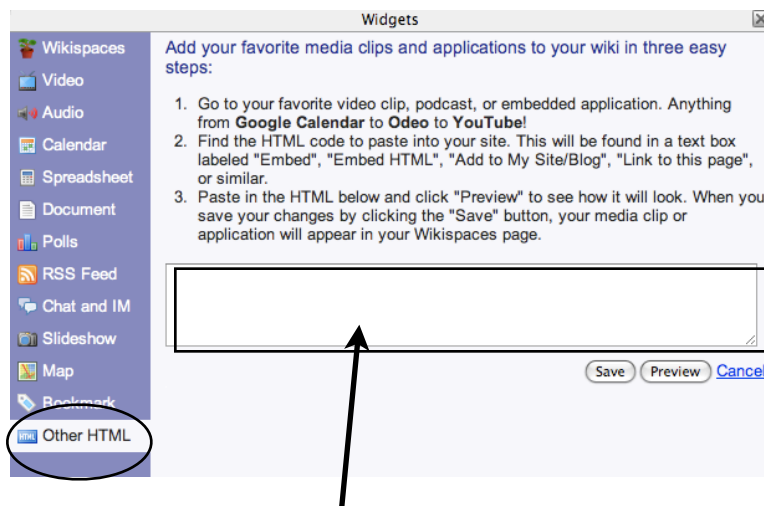 Widgets
Wikispaces
Video
Audio
Calendar
Spreadsheet
Document
Polls
RSS Feed
Chat and IM
Slideshow
Map
Bookmark
HTML Other HTML
Add your favorite media clips and applications to your wiki in three easy
steps:
1. Go to your favorite video clip, podcast, or embedded application. Anything
from Google Calendar to Odeo to YouTube!
2. Find the HTML code to paste into your site. This will be found in a text box
labeled "Embed", "Embed HTML", "Add to My Site/Blog", "Link to this page",
or similar.
3. Paste in the HTML below and click "Preview" to see how it will look. When you
save your changes by clicking the "Save" button, your media clip or
application will appear in your Wikispaces page.
Save Preview Cancel